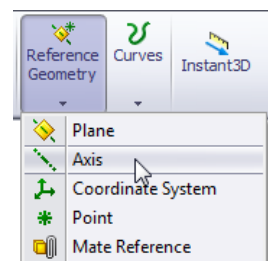 Reference
Geometry
Curves
Instant3D
Plane
Axis
Coordinate System
Point
Mate Reference